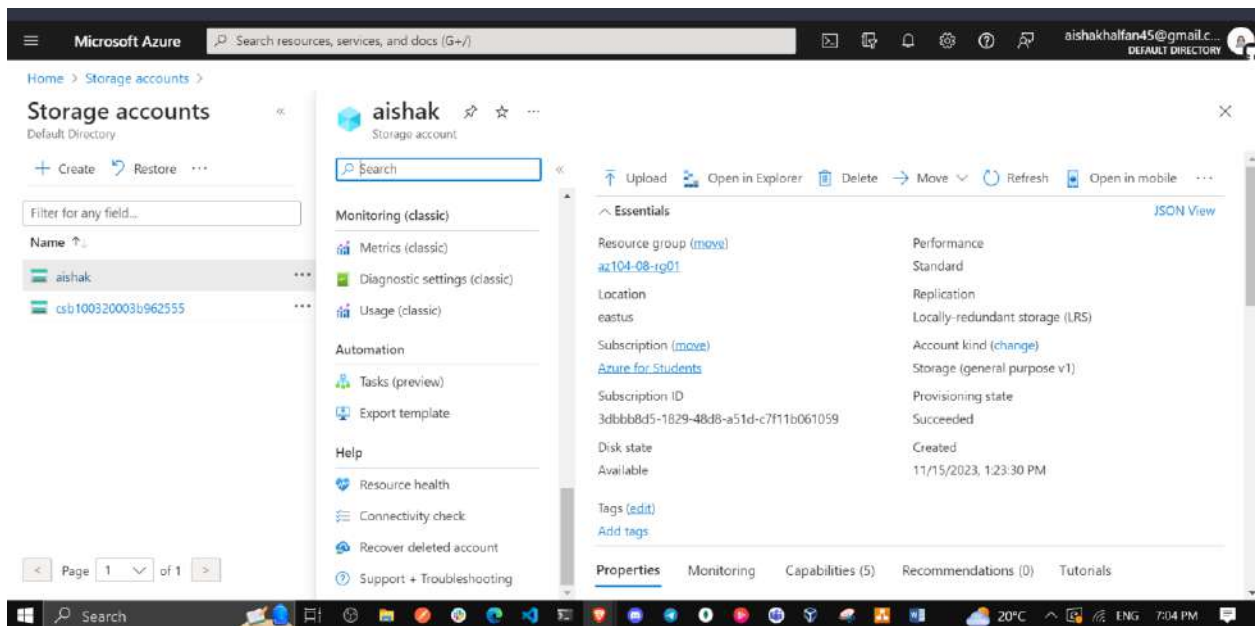 Microsoft Azure
Search resources, services, and docs (G+/)
aishakhalfan45@gmail.c...
DEFAULT DIRECTORY
Home > Storage accounts >
Storage accounts
Default Directory
+ Create
Restore
...
Filter for any field...
Name ↑↓
aishak
...
csb100320003b962555
...
< Page 1 of 1 >
aishak
...
Storage account
Search
Monitoring (classic)
Metrics (classic)
Diagnostic settings (classic)
Usage (classic)
Automation
Tasks (preview)
Export template
Help
Resource health
Connectivity check
Recover deleted account
Support + Troubleshooting
Upload
Open in Explorer
Delete
Move
Refresh
Open in mobile
...
Essentials
JSON View
Resource group (move)
az104-08-rg01
Location
eastus
Subscription (move)
Azure for Students
Subscription ID
3dbbb8d5-1829-48d8-a51d-c7f11b061059
Disk state
Available
Tags (edit)
Add tags
Performance
Standard
Replication
Locally-redundant storage (LRS)
Account kind (change)
Storage (general purpose v1)
Provisioning state
Succeeded
Created
11/15/2023, 1:23:30 PM
Properties
Monitoring
Capabilities (5)
Recommendations (0)
Tutorials
Search
20°C
ENG
7:04 PM